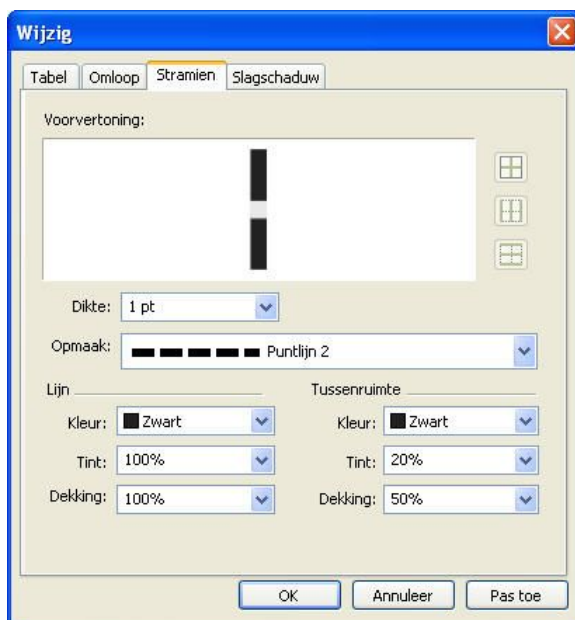 Wijzig
Tabel Omloop Stramien Slagschaduw
Voorvertoning:
Dikte: 1 pt
Opmaak: Puntlijn 2
Lijn Tussenruimte
Kleur: Zwart Kleur: Zwart
Tint: 100% Tint: 20%
Dekking: 100% Dekking: 50%
OK Annuleer Pas toe